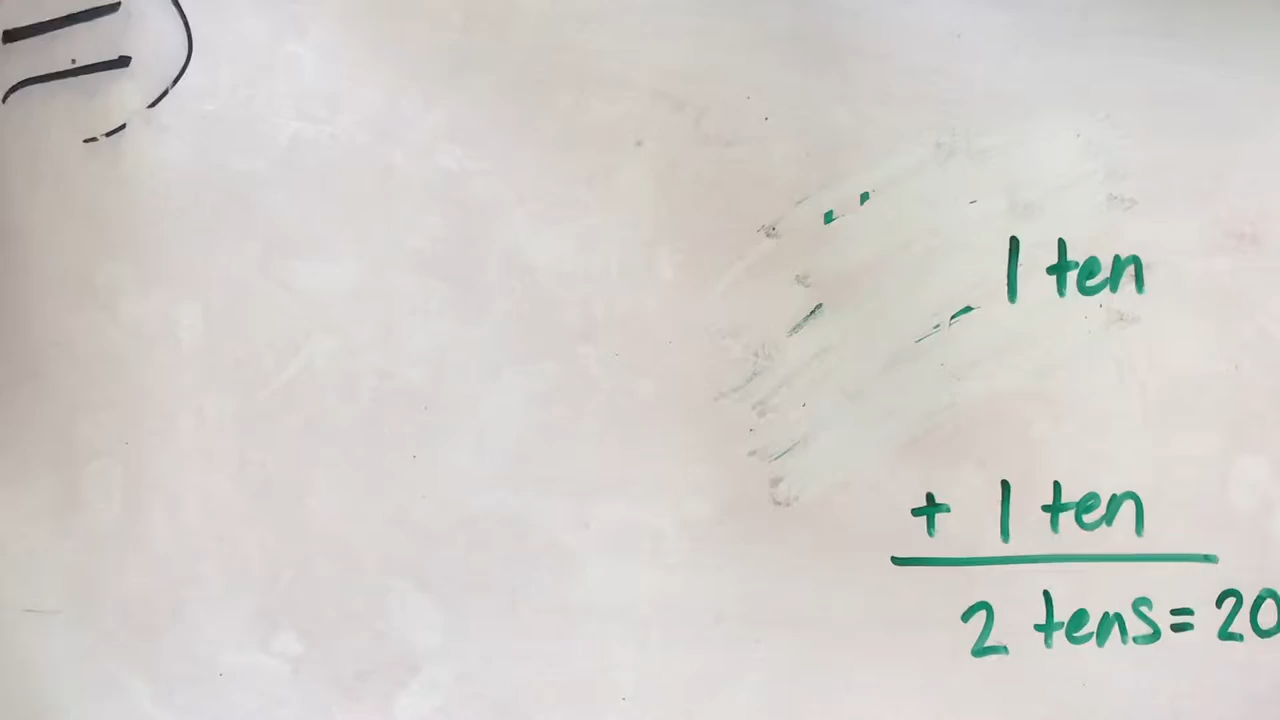 1 ten
+ 1 ten
2 tens = 20